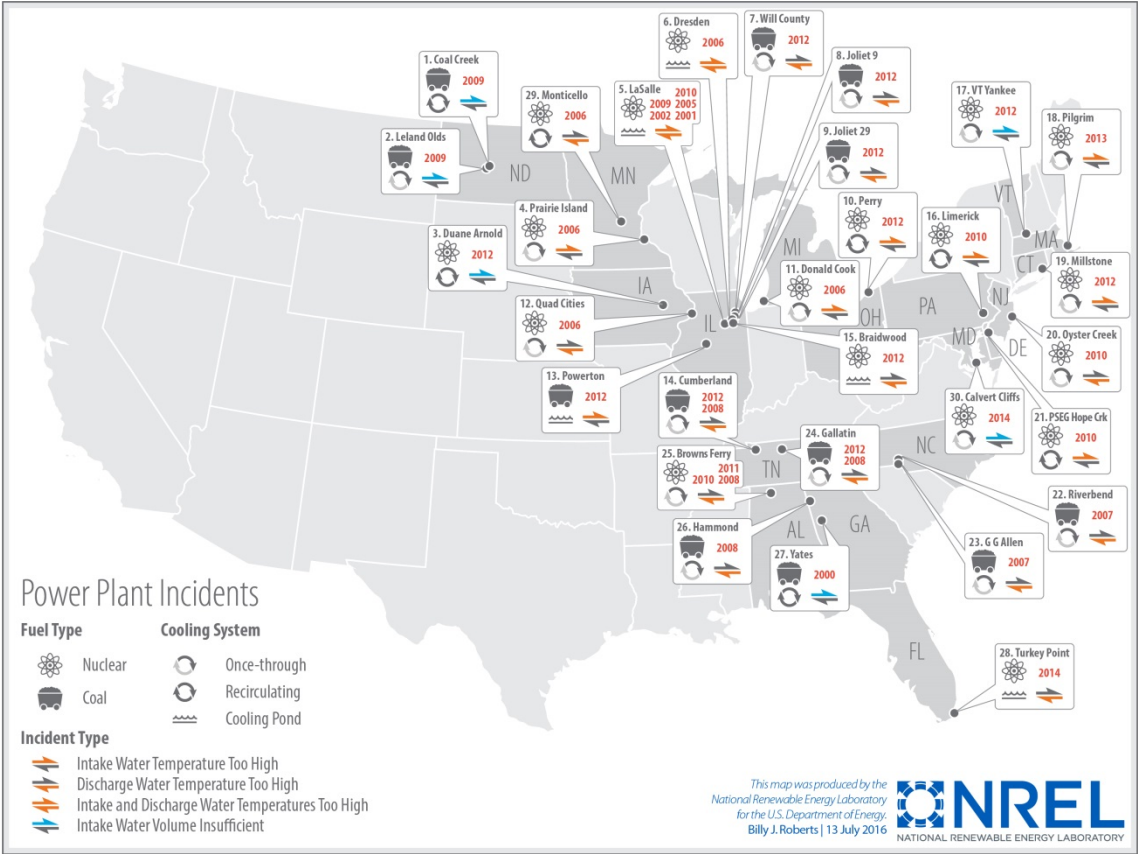 1. Coal Creek
2009
2. Leland Olds
2009
29. Monticello
2006
5. LaSalle
2010
2009 2005
2002 2001
6. Dresden
2006
7. Will County
2012
8. Joliet 9
2012
9. Joliet 29
2012
17. VT Yankee
2012
18. Pilgrim
2013
4. Prairie Island
2006
3. Duane Arnold
2012
10. Perry
2012
16. Limerick
2010
11. Donald Cook
2006
19. Millstone
2012
12. Quad Cities
2006
15. Braidwood
2012
20. Oyster Creek
2010
13. Powerton
2012
14. Cumberland
2012
2008
30. Calvert Cliffs
2014
21. PSEG Hope Crk
2010
24. Gallatin
2012
2008
25. Browns Ferry
2011
2010 2008
22. Riverbend
2007
26. Hammond
2008
27. Yates
2000
23. G G Allen
2007
28. Turkey Point
2014
ND
MN
VT
MA
MI
CT
IA
PA
NJ
OH
IL
MD
DE
NC
TN
AL
GA
FL
Power Plant Incidents
Fuel Type
Nuclear
Coal
Cooling System
Once-through
Recirculating
Cooling Pond
Incident Type
Intake Water Temperature Too High
Discharge Water Temperature Too High
Intake and Discharge Water Temperatures Too High
Intake Water Volume Insufficient
This map was produced by the
National Renewable Energy Laboratory
for the U.S. Department of Energy.
Billy J. Roberts | 13 July 2016
NREL
NATIONAL RENEWABLE ENERGY LABORATORY